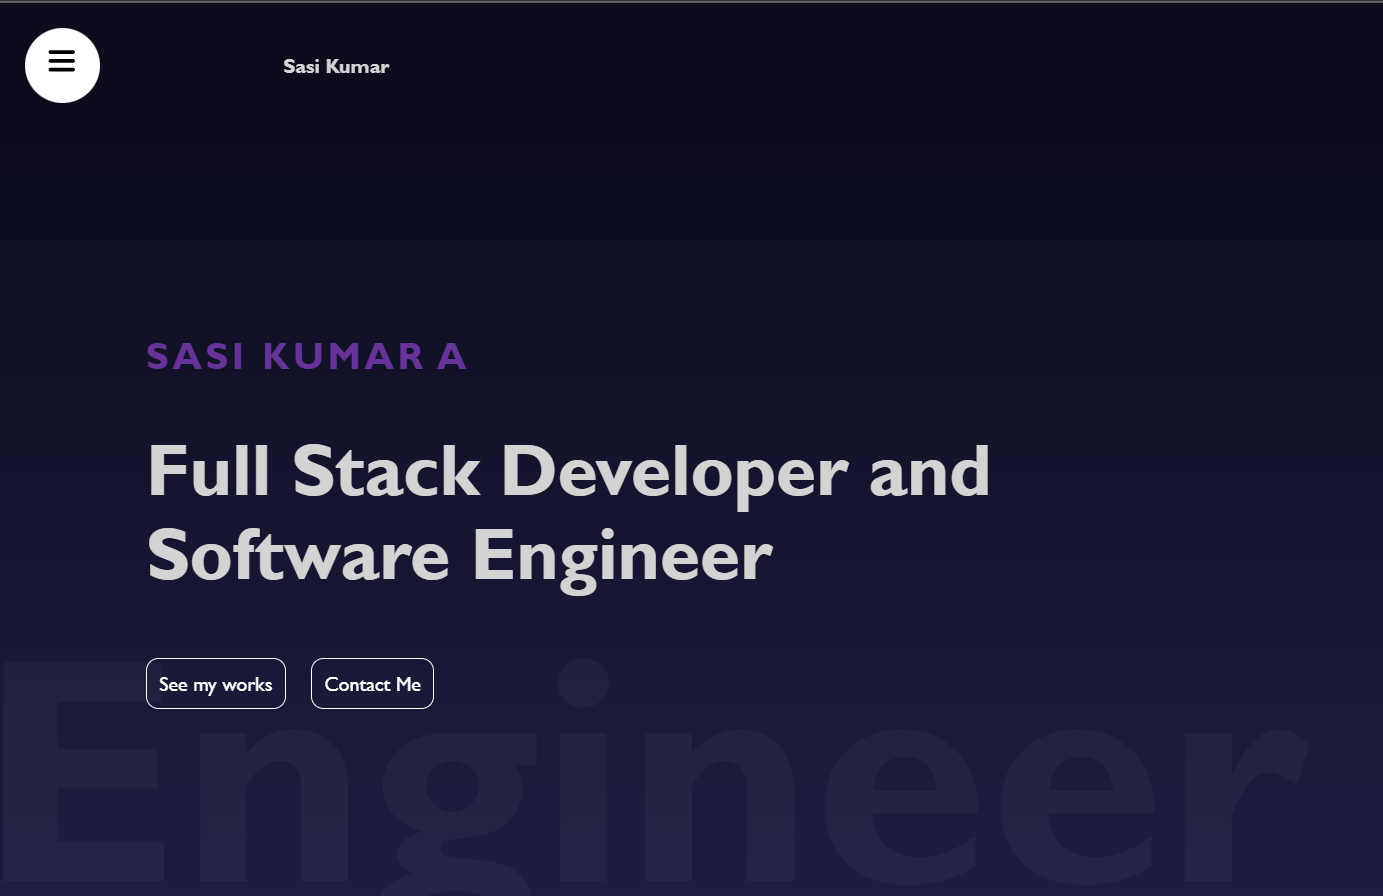 Sasi Kumar
SASI KUMAR A
Full Stack Developer and
Software Engineer
See my works
Contact Me
Engineer